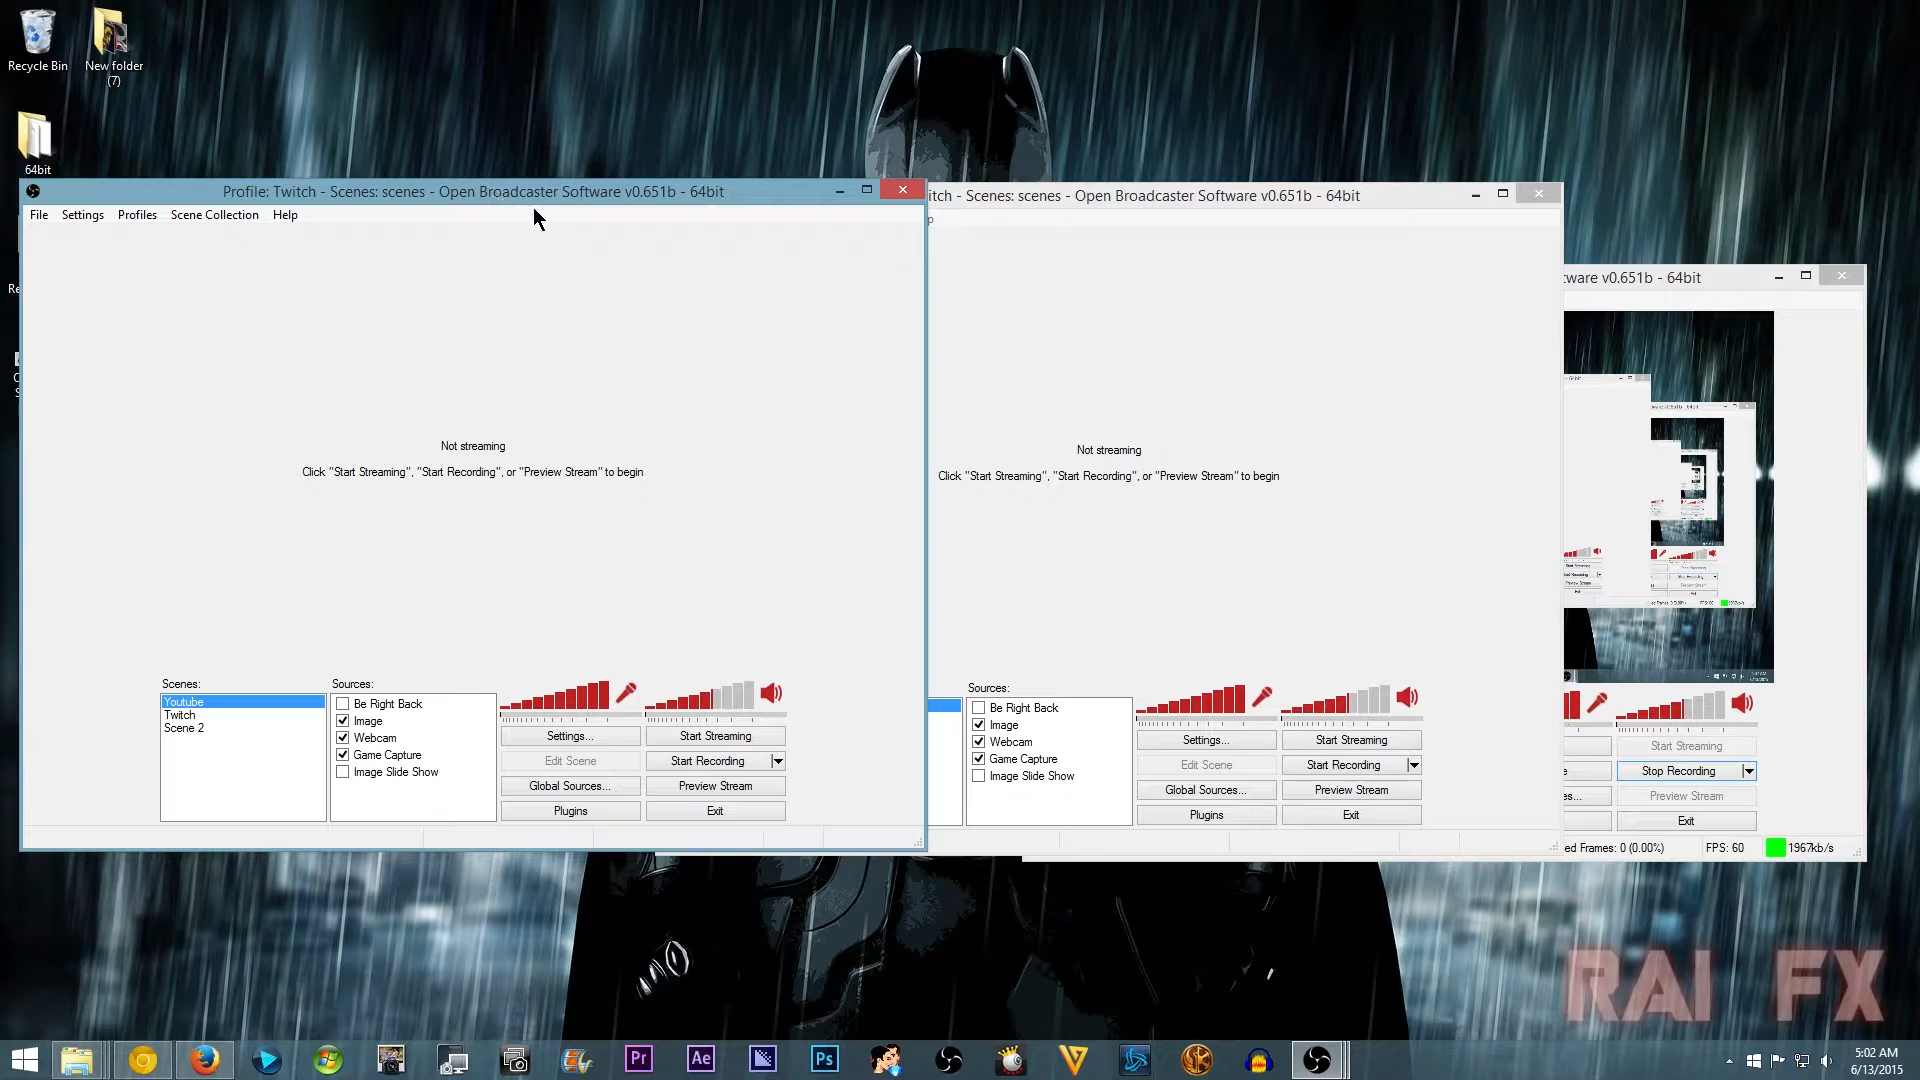 Recycle Bin
New folder
(7)
64bit
Profile: Twitch - Scenes: scenes - Open Broadcaster Software v0.651b - 64bit
File Settings Profiles Scene Collection Help
Not streaming
Click "Start Streaming", "Start Recording", or "Preview Stream" to begin
Scenes:
Youtube
Twitch
Scene 2
Sources:
Be Right Back
Image
Webcam
Game Capture
Image Slide Show
Settings...
Start Streaming
Edit Scene
Start Recording
Global Sources...
Preview Stream
Plugins
Exit
itch - Scenes: scenes - Open Broadcaster Software v0.651b - 64bit
p
Not streaming
Click "Start Streaming", "Start Recording", or "Preview Stream" to begin
Sources:
Be Right Back
Image
Webcam
Game Capture
Image Slide Show
Settings...
Start Streaming
Edit Scene
Start Recording
Global Sources...
Preview Stream
Plugins
Exit
tware v0.651b - 64bit
Start Streaming
Stop Recording
es...
Preview Stream
Exit
ed Frames: 0 (0.00%)
FPS: 60
1967kb/s
RAI FX
Pr
Ae
Ps
5:02 AM
6/13/2015